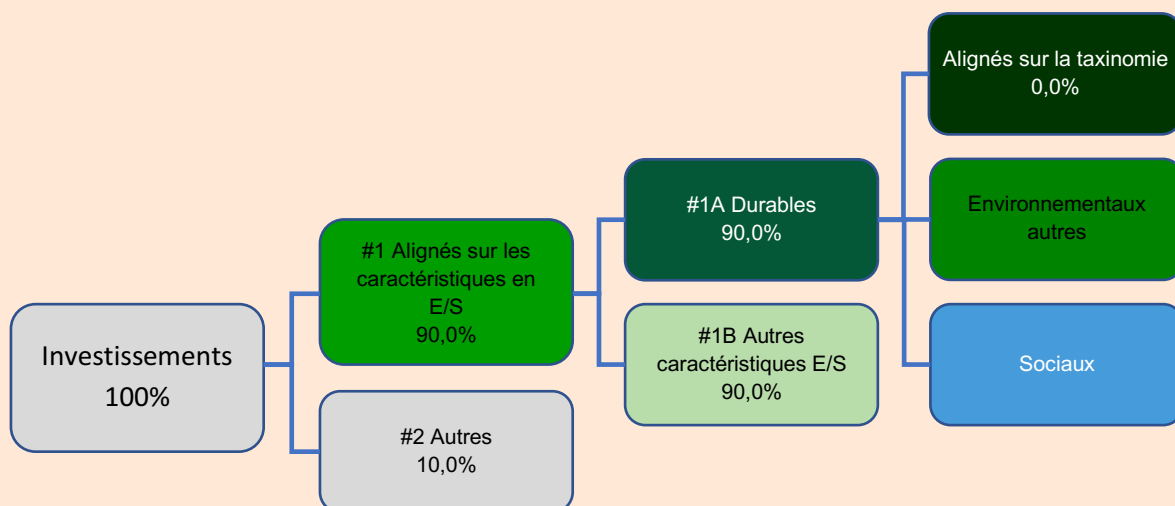 Investissements
100%
#1 Alignés sur les
caractéristiques en
E/S
90,0%
#2 Autres
10,0%
#1A Durables
90,0%
#1B Autres
caractéristiques E/S
90,0%
Alignés sur la taxinomie
0,0%
Environnementaux
autres
Sociaux